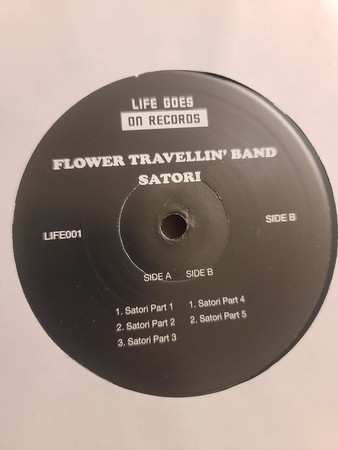 LIFE GOES
ON RECORDS
FLOWER TRAVELLIN' BAND
SATORI
LIFE001
SIDE B
SIDE A
1. Satori Part 1
2. Satori Part 2
3. Satori Part 3
SIDE B
1. Satori Part 4
2. Satori Part 5